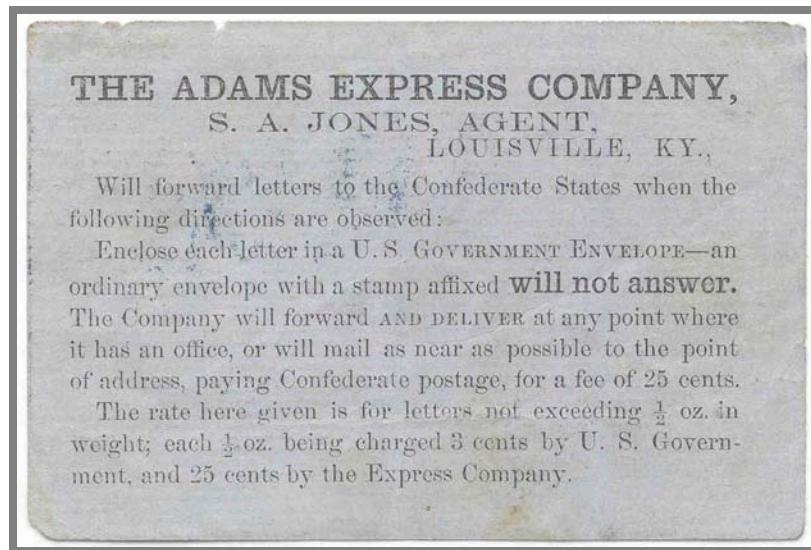 THE ADAMS EXPRESS COMPANY,
S. A. JONES, AGENT,
LOUISVILLE, KY.,
Will forward letters to the Confederate States when the
following directions are observed:
Enclose each letter in a U. S. GOVERNMENT ENVELOPE—an
ordinary envelope with a stamp affixed will not answer.
The Company will forward AND DELIVER at any point where
it has an office, or will mail as near as possible to the point
of address, paying Confederate postage, for a fee of 25 cents.
The rate here given is for letters not exceeding ½ oz. in
weight; each ½ oz. being charged 3 cents by U. S. Govern-
ment, and 25 cents by the Express Company.